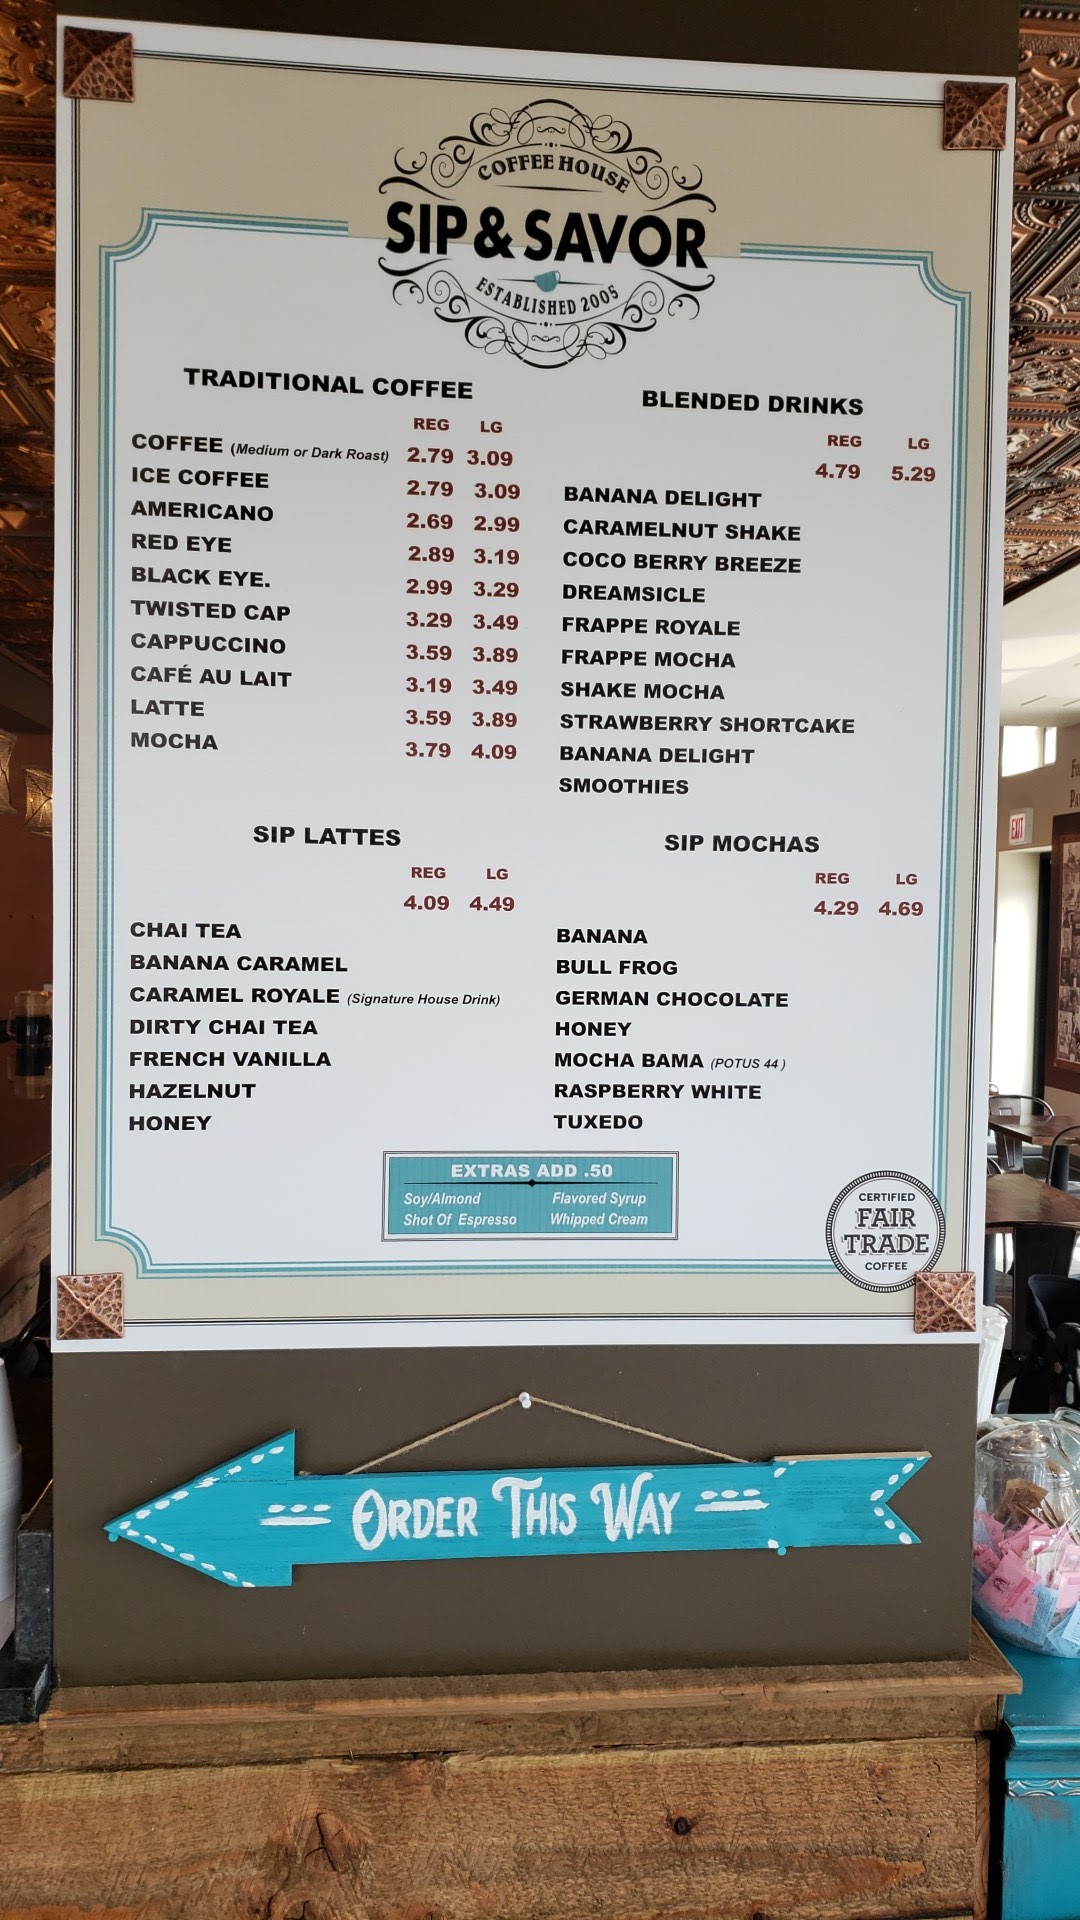 COFFEE HOUSE
SIP & SAVOR
ESTABLISHED 2005
TRADITIONAL COFFEE
REG LG
COFFEE (Medium or Dark Roast) 2.79 3.09
ICE COFFEE 2.79 3.09
AMERICANO 2.69 2.99
RED EYE 2.89 3.19
BLACK EYE. 2.99 3.29
TWISTED CAP 3.29 3.49
CAPPUCCINO 3.59 3.89
CAFÉ AU LAIT 3.19 3.49
LATTE 3.59 3.89
MOCHA 3.79 4.09
BLENDED DRINKS
REG LG
4.79 5.29
BANANA DELIGHT
CARAMELNUT SHAKE
COCO BERRY BREEZE
DREAMSICLE
FRAPPE ROYALE
FRAPPE MOCHA
SHAKE MOCHA
STRAWBERRY SHORTCAKE
BANANA DELIGHT
SMOOTHIES
SIP LATTES
REG LG
4.09 4.49
CHAI TEA
BANANA CARAMEL
CARAMEL ROYALE (Signature House Drink)
DIRTY CHAI TEA
FRENCH VANILLA
HAZELNUT
HONEY
SIP MOCHAS
REG LG
4.29 4.69
BANANA
BULL FROG
GERMAN CHOCOLATE
HONEY
MOCHA BAMA (POTUS 44 )
RASPBERRY WHITE
TUXEDO
EXTRAS ADD .50
Soy/Almond Flavored Syrup
Shot Of Espresso Whipped Cream
CERTIFIED
FAIR
TRADE
COFFEE
ORDER THIS WAY
EXIT